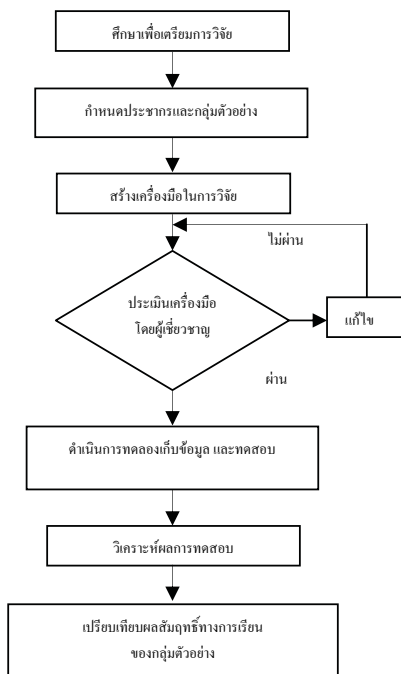 ศึกษาเพื่อเตรียมการวิจัย
กำหนดประชากรและกลุ่มตัวอย่าง
สร้างเครื่องมือในการวิจัย
ไม่ผ่าน
ประเมินเครื่องมือ
โดยผู้เชี่ยวชาญ
แก้ไข
ผ่าน
ดำเนินการทดลองเก็บข้อมูล และทดสอบ
วิเคราะห์ผลการทดสอบ
เปรียบเทียบผลสัมฤทธิ์ทางการเรียน
ของกลุ่มตัวอย่าง